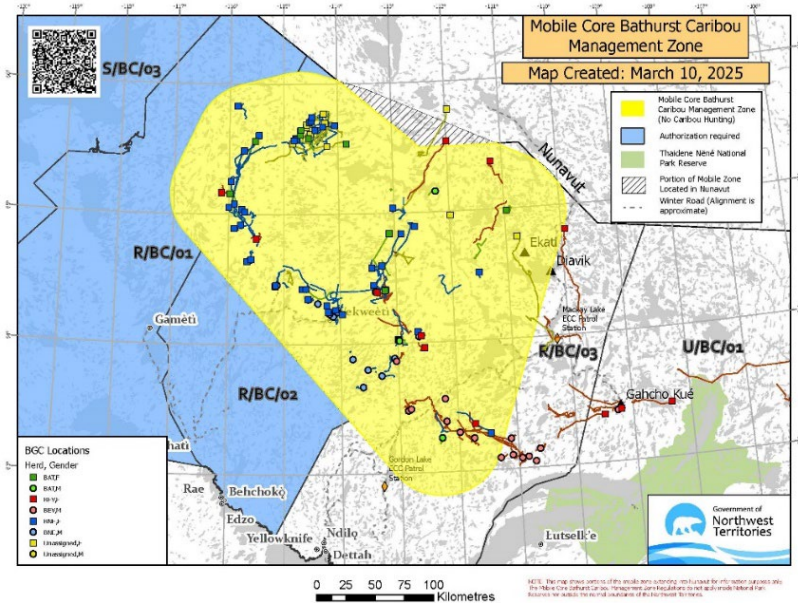 Mobile Core Bathurst Caribou
Management Zone
Map Created: March 10, 2025
S/BC/03
Mobile Core Bathurst
Caribou Management Zone
(No Caribou Hunting)
Authorization required
Thaidene Nëné National
Park Reserve
Portion of Mobile Zone
Located in Nunavut
Winter Road (Alignment is
approximate)
Nunavut
R/BC/01
Ekati
Diavik
Gamètì
ekweètì
Mackay Lake
ECC Patrol
Station
R/BC/03
U/BC/01
R/BC/02
Gahcho Kué
BGC Locations
Herd, Gender
BAT,F
BAT,M
BEV,M
BNE,M
Unassigned,F
Unassigned,M
hatì
Gordon Lake
ECC Patrol
Station
Rae
Behchokǫ̀
Edzo
Yellowknife
Ndilǫ
Dettah
Lutselk'e
Government of
Northwest
Territories
0 25 50 75 100
Kilometres